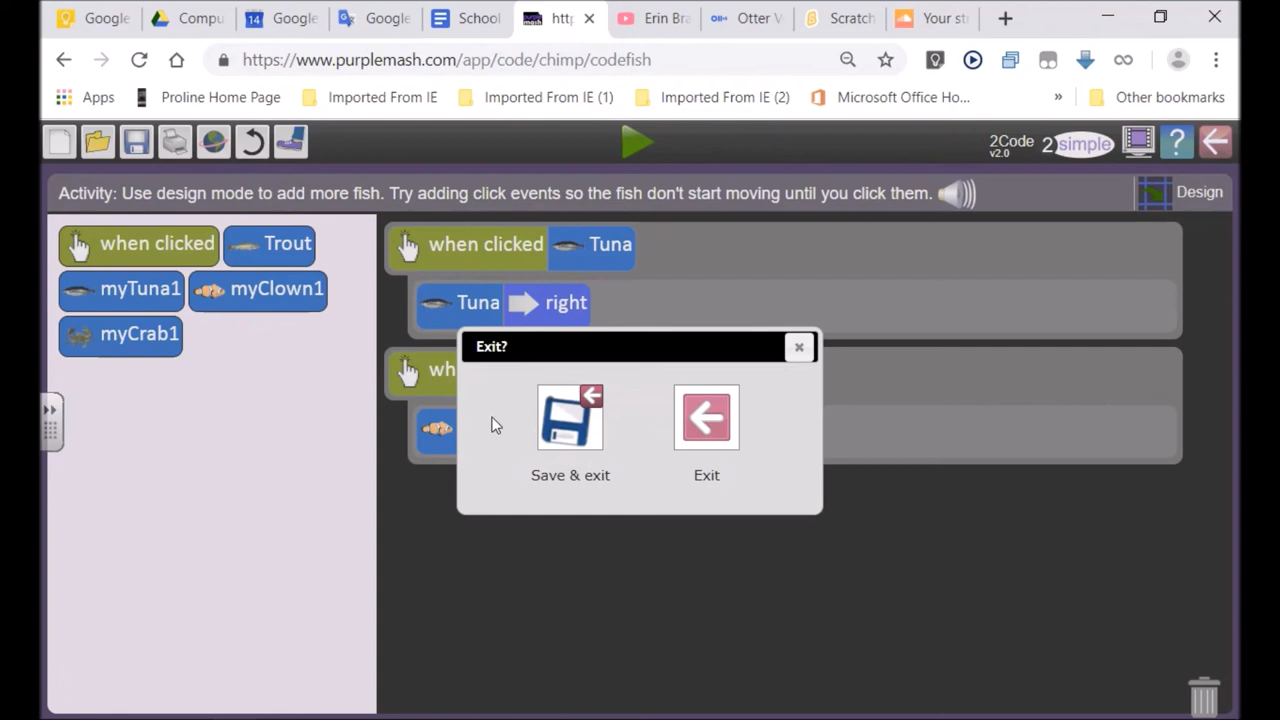 Google
Compu
14 Google
Google
School
http
Erin Bra
Otter V
Scratch
Your str
https://www.purplemash.com/app/code/chimp/codefish
Apps
Proline Home Page
Imported From IE
Imported From IE (1)
Imported From IE (2)
Microsoft Office Ho...
»
Other bookmarks
2Code v2.0
2simple
?
Activity: Use design mode to add more fish. Try adding click events so the fish don't start moving until you click them.
Design
when clicked Trout
myTuna1 myClown1
myCrab1
when clicked Tuna
Tuna right
wh
Exit?
Save & exit
Exit